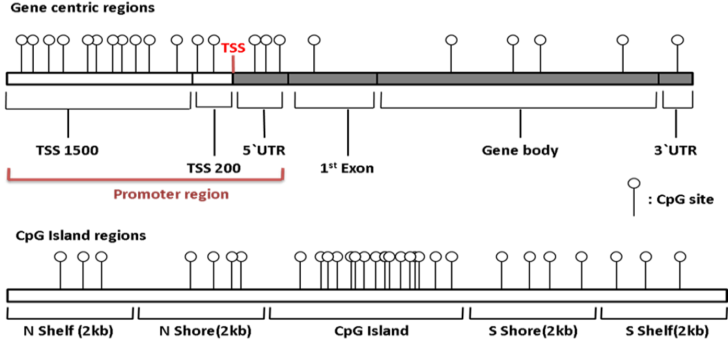 Gene centric regions
TSS
TSS 1500
TSS 200
5`UTR
1st Exon
Gene body
3`UTR
Promoter region
: CpG site
CpG Island regions
N Shelf (2kb)
N Shore(2kb)
CpG Island
S Shore(2kb)
S Shelf(2kb)